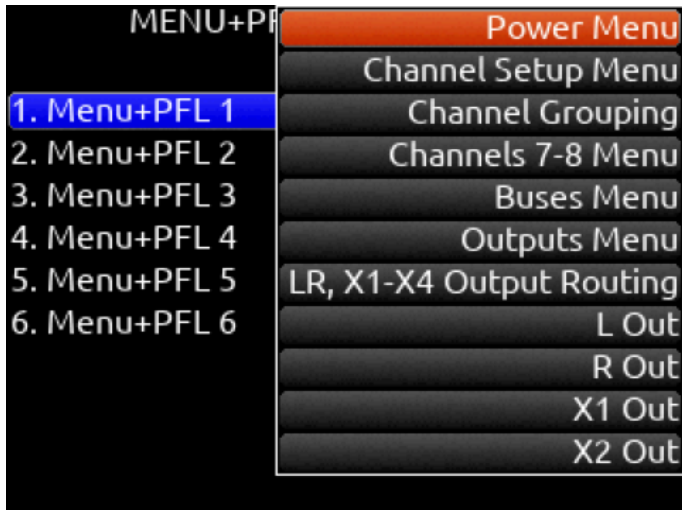 MENU+PF
1. Menu+PFL 1
2. Menu+PFL 2
3. Menu+PFL 3
4. Menu+PFL 4
5. Menu+PFL 5
6. Menu+PFL 6
Power Menu
Channel Setup Menu
Channel Grouping
Channels 7-8 Menu
Buses Menu
Outputs Menu
LR, X1-X4 Output Routing
L Out
R Out
X1 Out
X2 Out